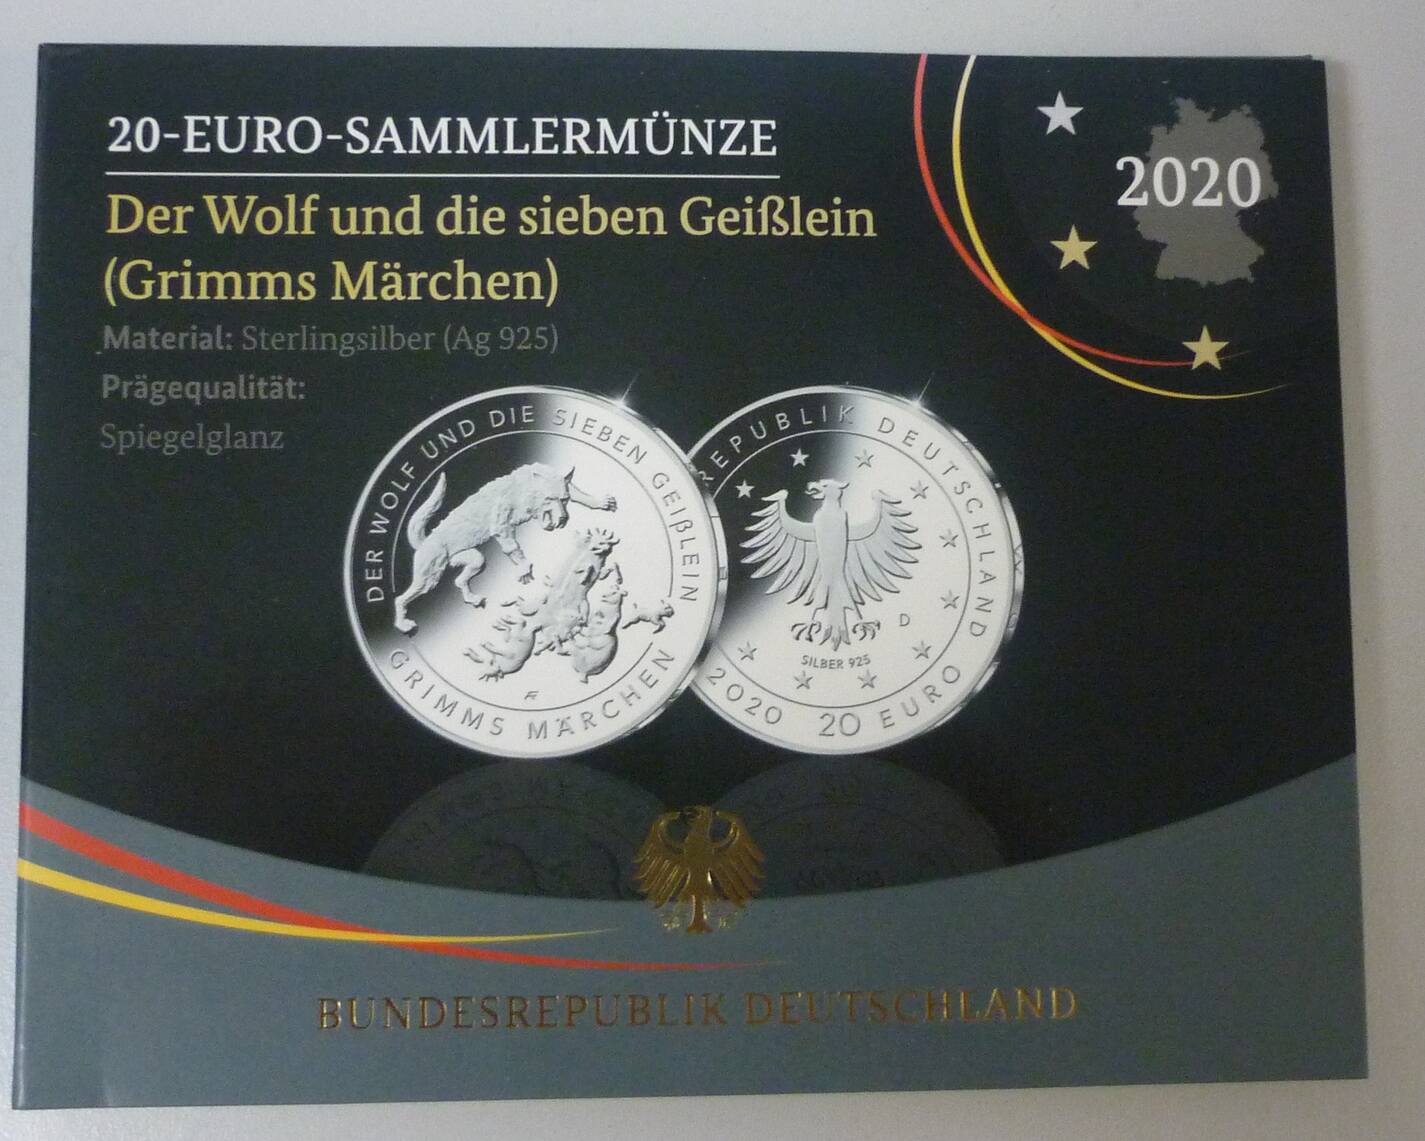 20-EURO-SAMMLERMÜNZE
Der Wolf und die sieben Geißlein
(Grimms Märchen)
2020
Material: Sterlingsilber (Ag 925)
Prägequalität:
Spiegelglanz
DER WOLF UND DIE SIEBEN GEIßLEIN
GRIMMS MÄRCHEN
REPUBLIK DEUTSCHLAND
D
SILBER 925
2020 20 EURO
BUNDESREPUBLIK DEUTSCHLAND